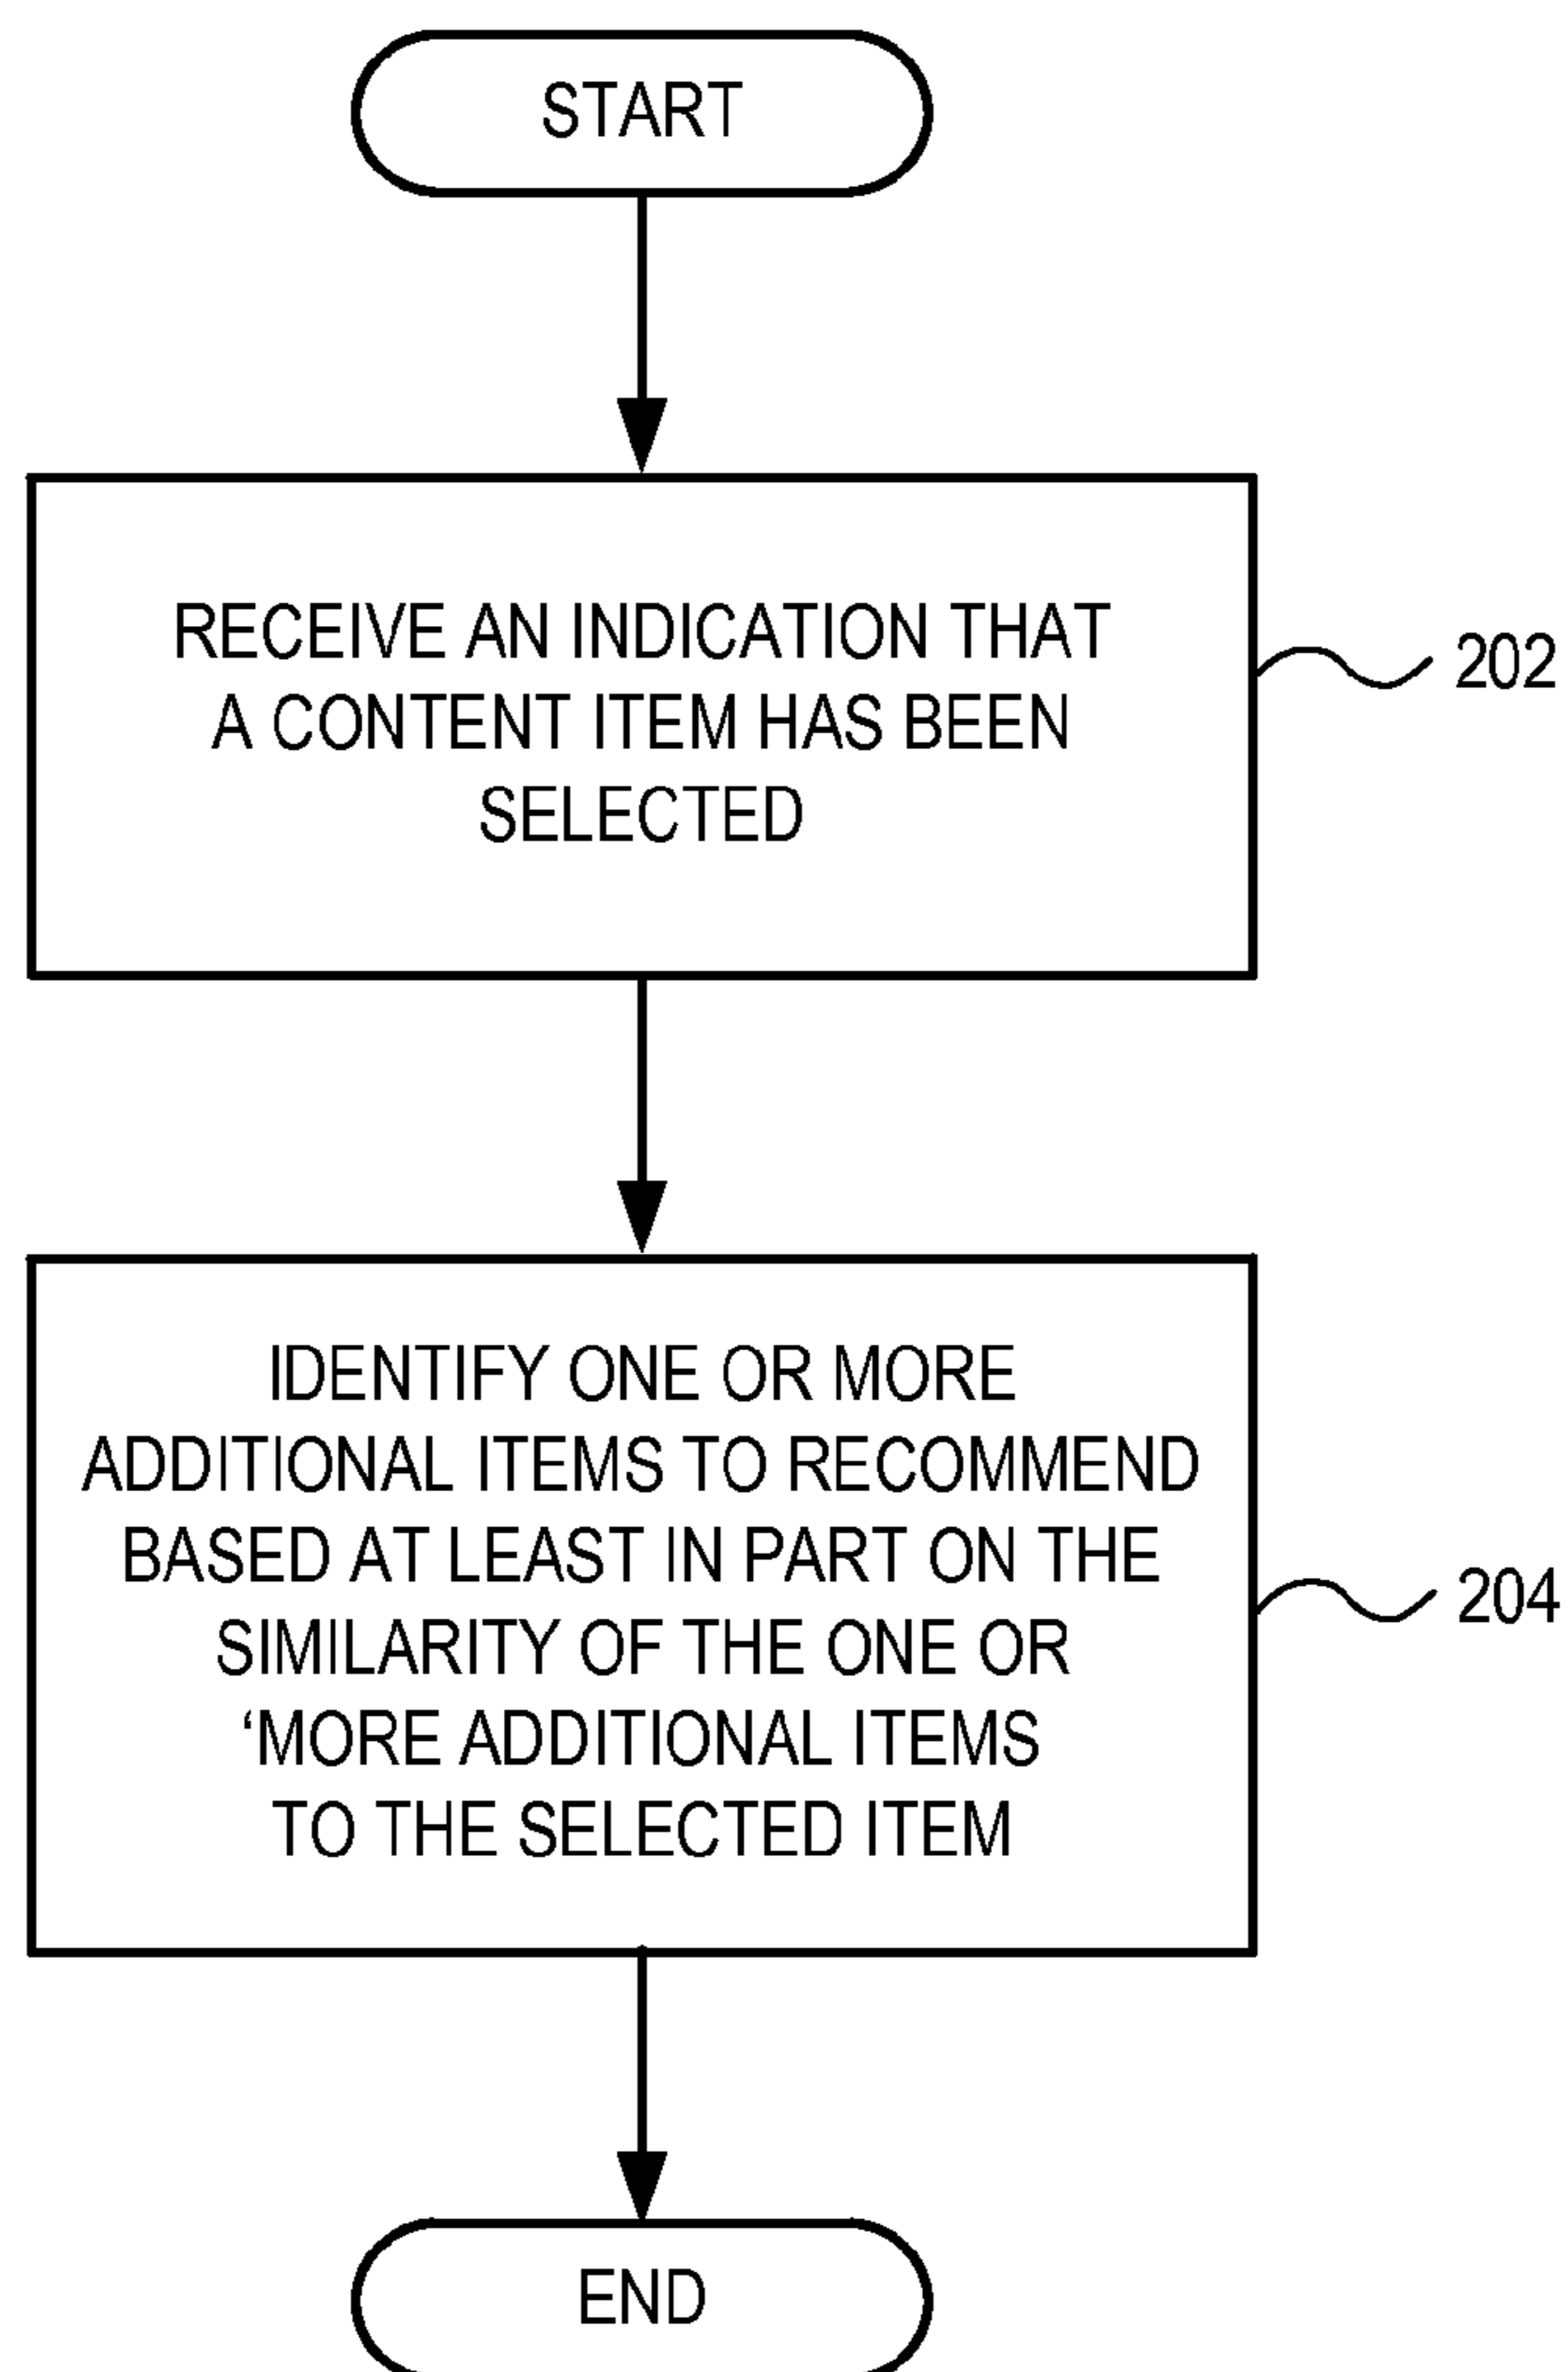 START
RECEIVE AN INDICATION THAT
A CONTENT ITEM HAS BEEN
SELECTED
202
IDENTIFY ONE OR MORE
ADDITIONAL ITEMS TO RECOMMEND
BASED AT LEAST IN PART ON THE
SIMILARITY OF THE ONE OR
‘MORE ADDITIONAL ITEMS
TO THE SELECTED ITEM
204
END